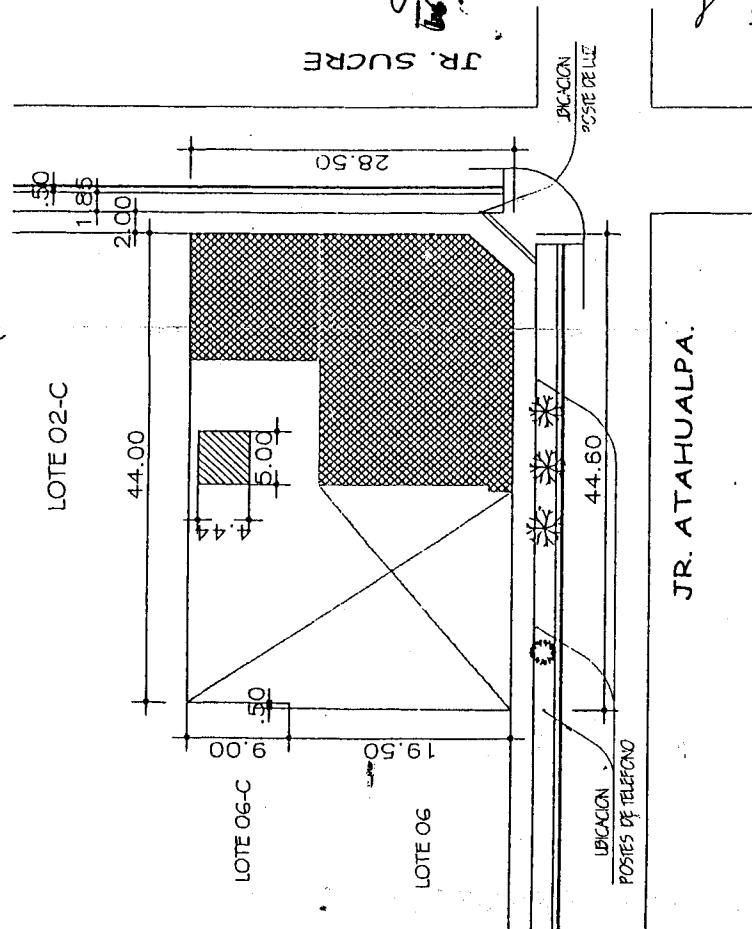 JR. SUCRE
UBICACION
POSTE DE LUZ
28.50
.50
1.85
2.00
LOTE 02-C
44.00
5.00
4.44
44.60
JR. ATAHUALPA.
.50
9.00
19.50
LOTE 06-C
LOTE 06
UBICACION
POSTES DE TELEFONO